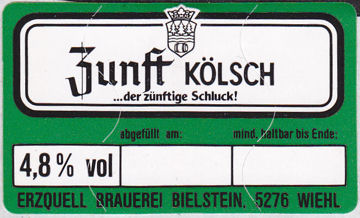 Zunft KÖLSCH
...der zünftige Schluck!
abgefüllt am: mind. haltbar bis Ende:
4,8% vol
ERZQUELL BRAUEREI BIELSTEIN, 5276 WIEHL